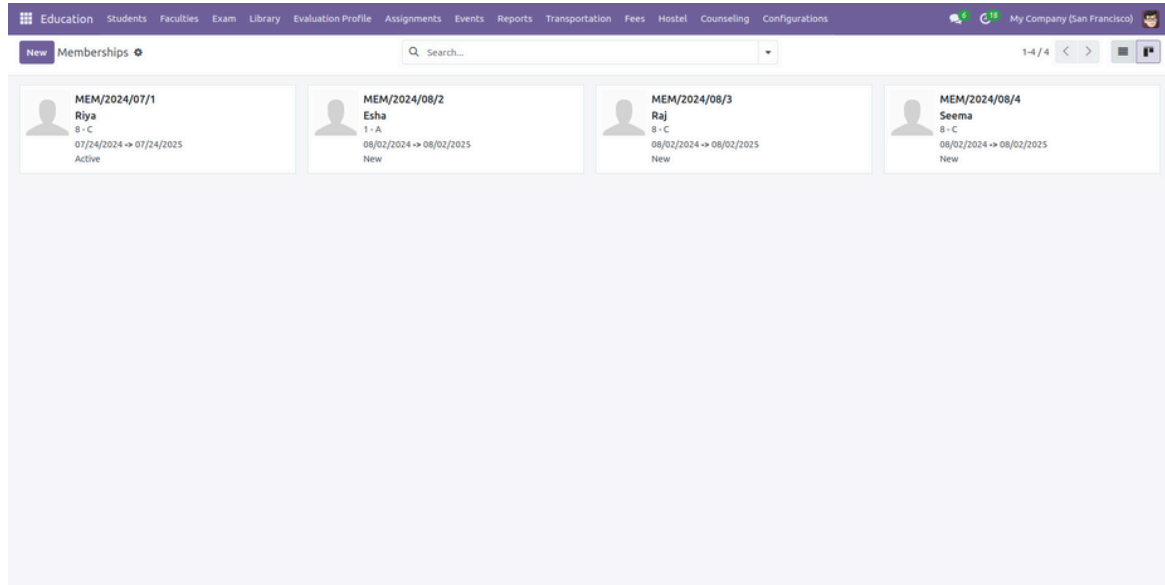 Education Students Faculties Exam Library Evaluation Profile Assignments Events Reports Transportation Fees Hostel Counseling Configurations 6 18 My Company (San Francisco)
New Memberships Search... 1-4 / 4
MEM/2024/07/1
Riya
8 - C
07/24/2024 -> 07/24/2025
Active
MEM/2024/08/2
Esha
1 - A
08/02/2024 -> 08/02/2025
New
MEM/2024/08/3
Raj
8 - C
08/02/2024 -> 08/02/2025
New
MEM/2024/08/4
Seema
8 - C
08/02/2024 -> 08/02/2025
New